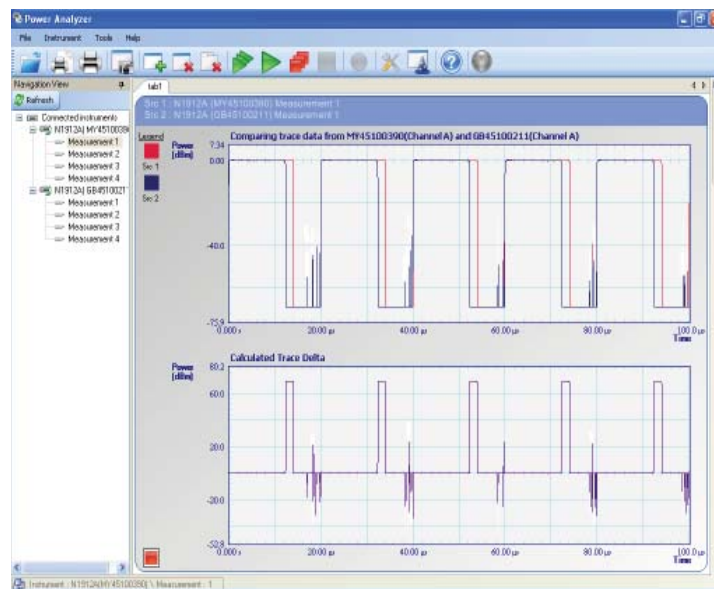 Power Analyzer
File Instrument Tools Help
Navigation View
Refresh
Connected instruments
N1912A( MY45100390
Measurement 1
Measurement 2
Measurement 3
Measurement 4
N1912A( GB45100211
Measurement 1
Measurement 2
Measurement 3
Measurement 4
tab1
Src 1 : N1912A (MY45100390) Measurement 1
Src 2 : N1912A (GB45100211) Measurement 1
Legend
Src 1
Src 2
Comparing trace data from MY45100390(Channel A) and GB45100211(Channel A)
Power
[dBm]
7.34
0.00
-40.0
-75.9
0.000 s 20.00 µs 40.00 µs 60.00 µs 80.00 µs 100.0 µs
Time
Calculated Trace Delta
Power
[dBm]
80.2
60.0
20.0
-20.0
-52.8
0.000 s 20.00 µs 40.00 µs 60.00 µs 80.00 µs 100.0 µs
Time
Instrument : N1912A(MY45100390) \ Measurement : 1